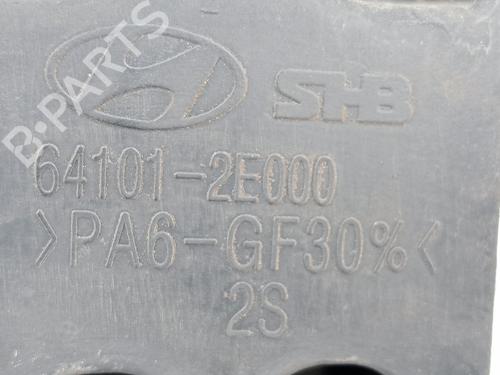 B-PARTS
SHB
64101-2E000
>PA6-GF30%<
2S